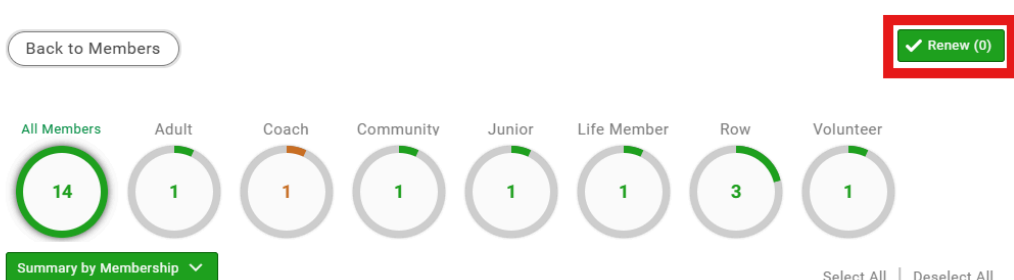 Back to Members
Renew (0)
All Members Adult Coach Community Junior Life Member Row Volunteer
14 1 1 1 1 1 3 1
Summary by Membership
Select All | Deselect All